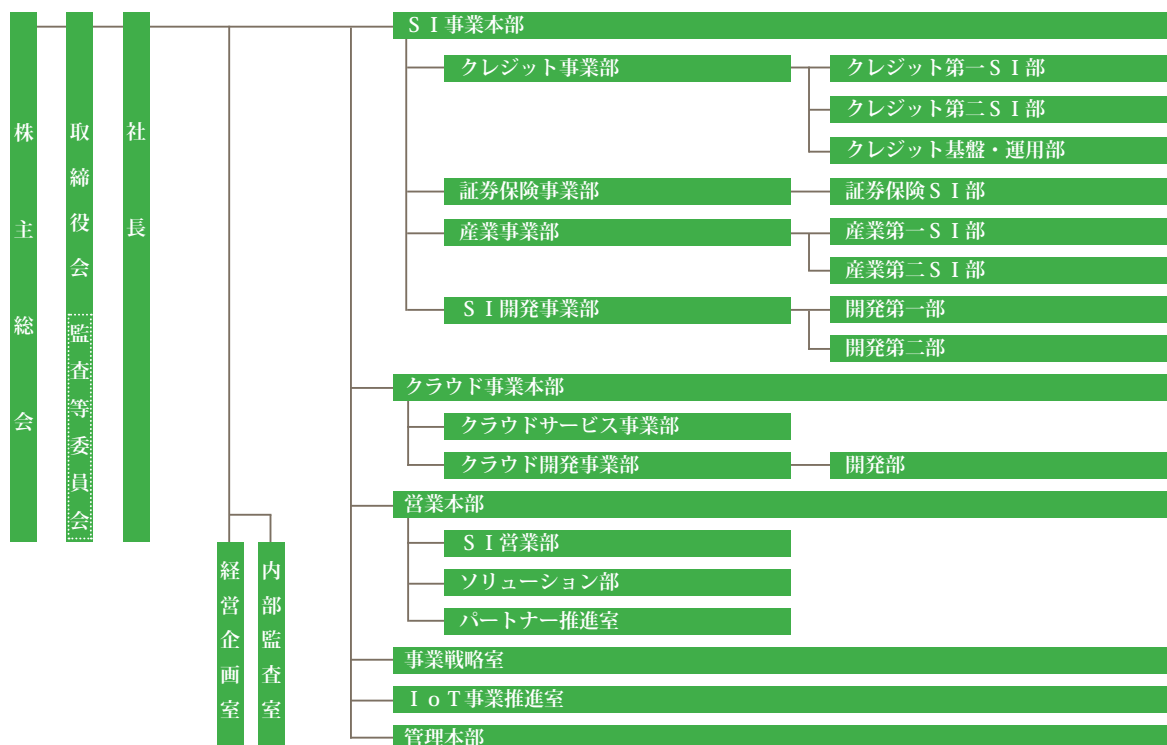 株主総会
取締役会
監査等委員会
社長
経営企画室
内部監査室
ＳＩ事業本部
クレジット事業部
クレジット第一ＳＩ部
クレジット第二ＳＩ部
クレジット基盤・運用部
証券保険事業部
証券保険ＳＩ部
産業事業部
産業第一ＳＩ部
産業第二ＳＩ部
ＳＩ開発事業部
開発第一部
開発第二部
クラウド事業本部
クラウドサービス事業部
クラウド開発事業部
開発部
営業本部
ＳＩ営業部
ソリューション部
パートナー推進室
事業戦略室
ＩｏＴ事業推進室
管理本部